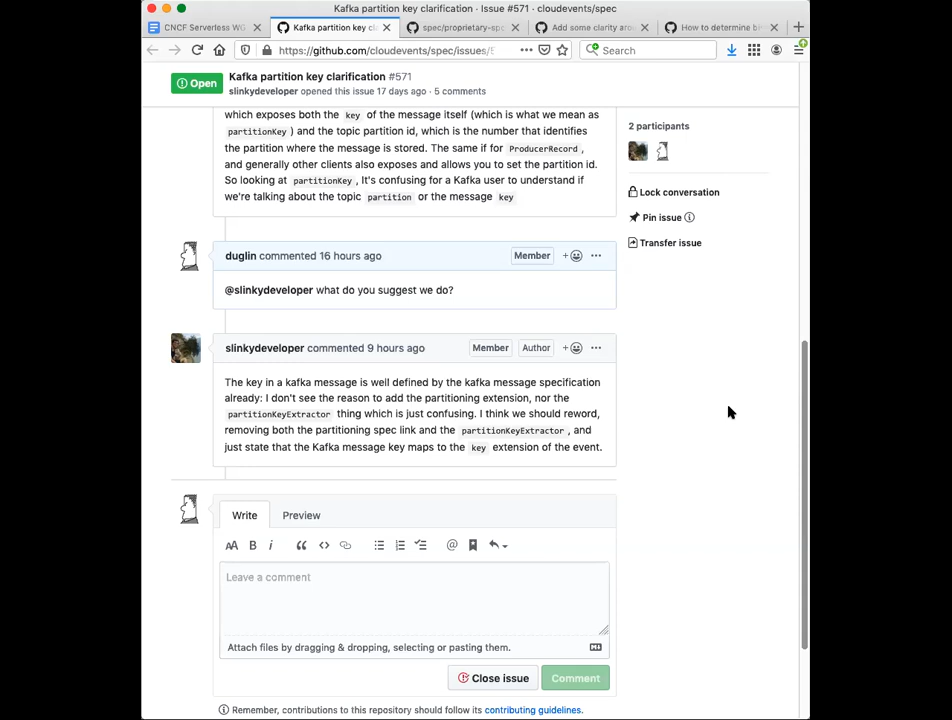 Kafka partition key clarification · Issue #571 · cloudevents/spec
CNCF Serverless WG
Kafka partition key cl
spec/proprietary-sp
Add some clarity aro
How to determine bi
https://github.com/cloudevents/spec/issues/5
Search
Open
Kafka partition key clarification #571
slinkydeveloper opened this issue 17 days ago · 5 comments
which exposes both the key of the message itself (which is what we mean as
partitionKey ) and the topic partition id, which is the number that identifies
the partition where the message is stored. The same if for ProducerRecord ,
and generally other clients also exposes and allows you to set the partition id.
So looking at partitionKey , It's confusing for a Kafka user to understand if
we're talking about the topic partition or the message key
2 participants
Lock conversation
Pin issue
Transfer issue
duglin commented 16 hours ago
Member
@slinkydeveloper what do you suggest we do?
slinkydeveloper commented 9 hours ago
Member Author
The key in a kafka message is well defined by the kafka message specification
already: I don't see the reason to add the partitioning extension, nor the
partitionKeyExtractor thing which is just confusing. I think we should reword,
removing both the partitioning spec link and the partitionKeyExtractor , and
just state that the Kafka message key maps to the key extension of the event.
Write Preview
AA B i
Leave a comment
Attach files by dragging & dropping, selecting or pasting them.
Close issue
Comment
Remember, contributions to this repository should follow its contributing guidelines.